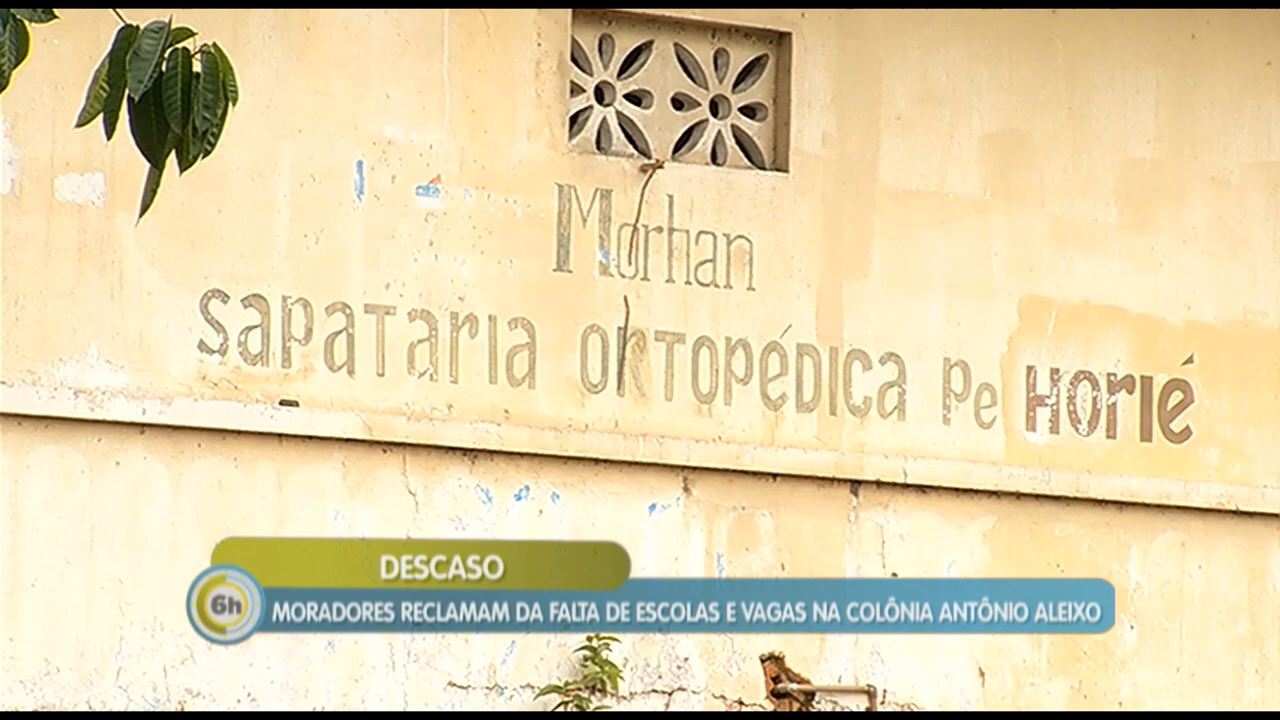 Morhan
SAPATARIA ORTOPÉDICA Pe HORIÉ
DESCASO
6h
MORADORES RECLAMAM DA FALTA DE ESCOLAS E VAGAS NA COLÔNIA ANTÔNIO ALEIXO